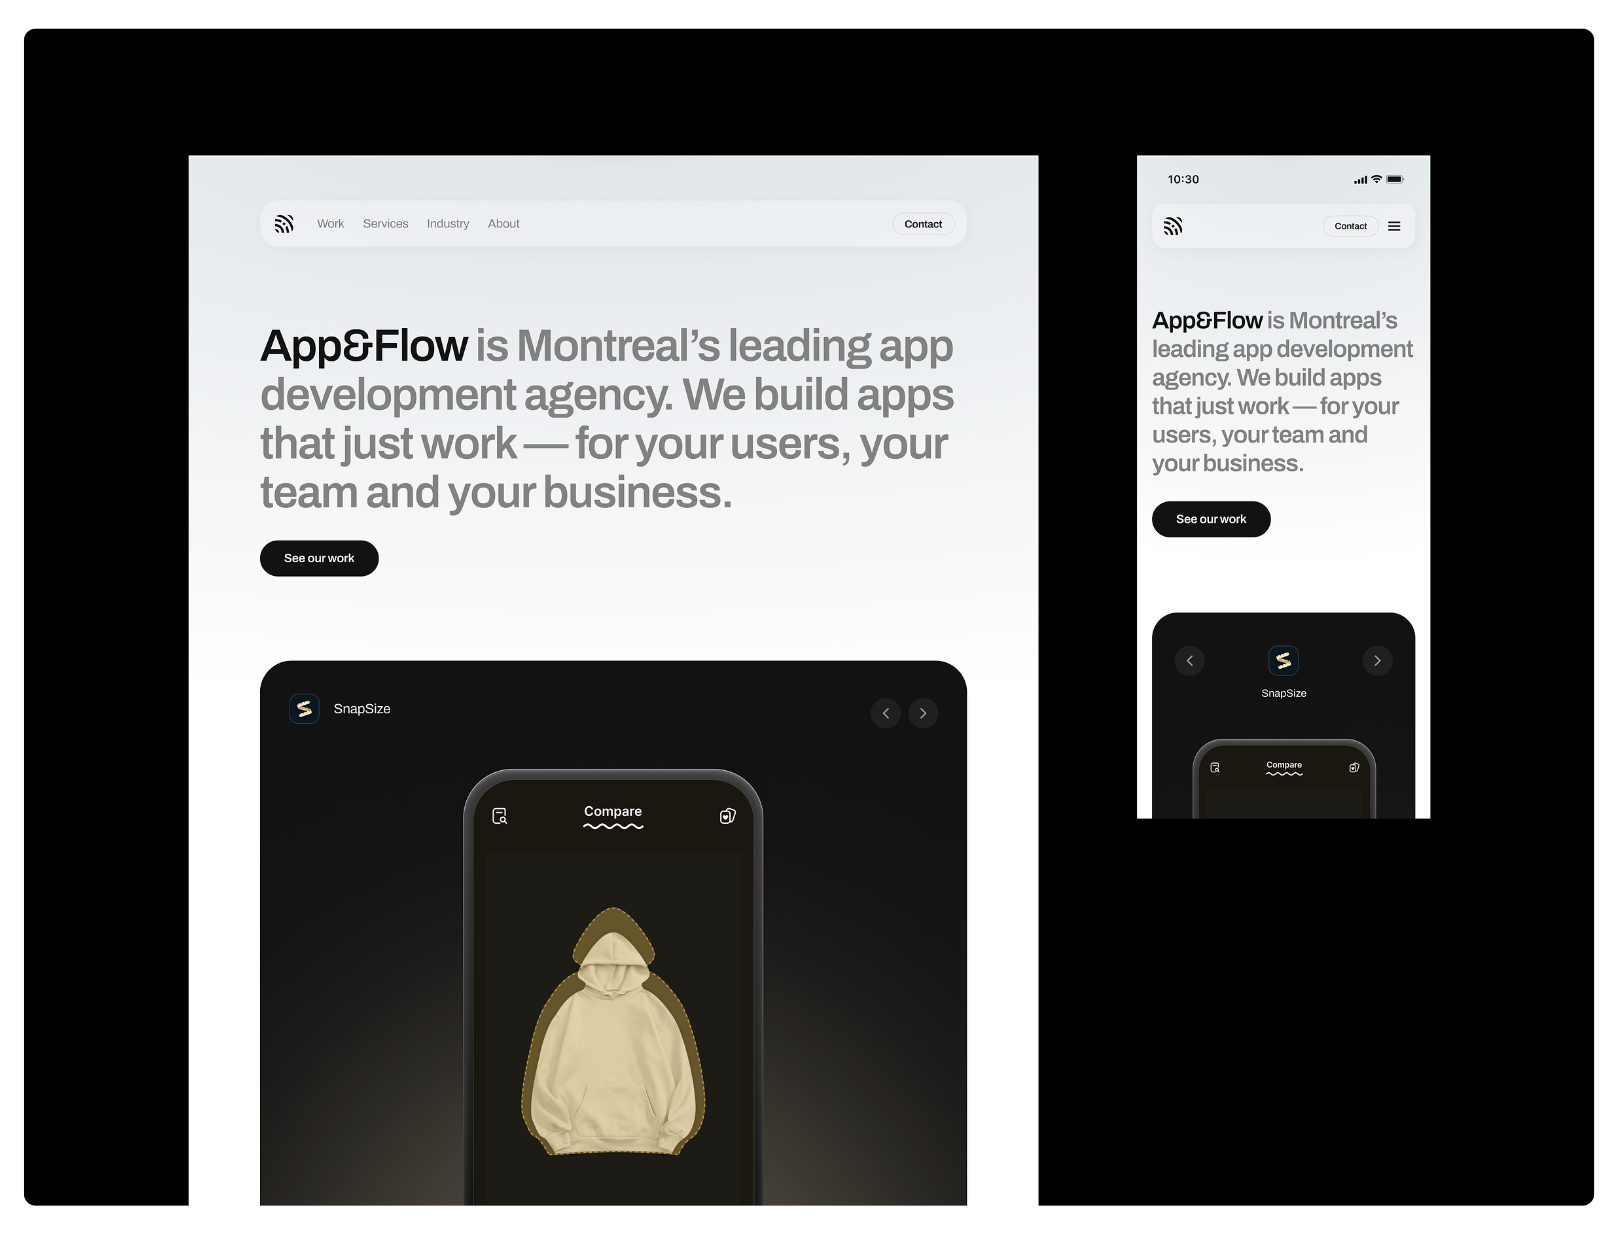 Work Services Industry About Contact
App&Flow is Montreal’s leading app
development agency. We build apps
that just work — for your users, your
team and your business.
See our work
SnapSize
Compare
10:30
Contact
App&Flow is Montreal’s
leading app development
agency. We build apps
that just work — for your
users, your team and
your business.
See our work
SnapSize
Compare